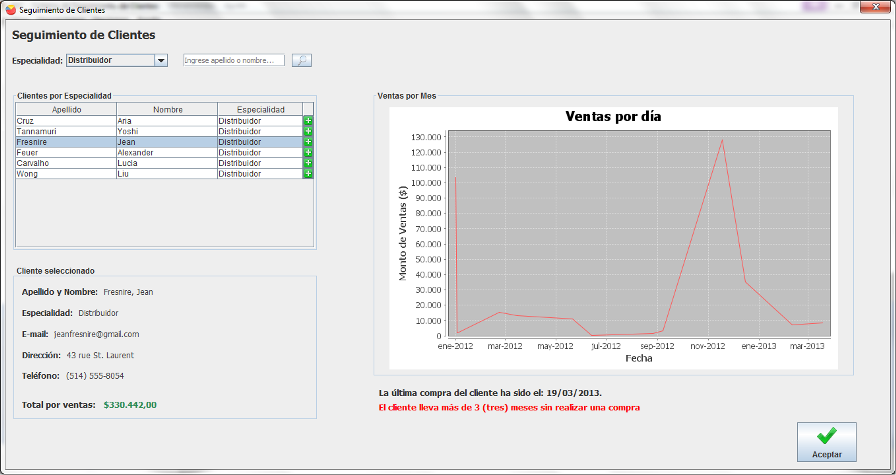 Seguimiento de Clientes
Seguimiento de Clientes
Especialidad: Distribuidor Ingrese apellido o nombre...
Clientes por Especialidad
Apellido Nombre Especialidad
Cruz Aria Distribuidor
Tannamuri Yoshi Distribuidor
Fresnire Jean Distribuidor
Feuer Alexander Distribuidor
Carvalho Lucia Distribuidor
Wong Liu Distribuidor
Cliente seleccionado
Apellido y Nombre: Fresnire, Jean
Especialidad: Distribuidor
E-mail: jeanfresnire@gmail.com
Dirección: 43 rue St. Laurent
Teléfono: (514) 555-8054
Total por ventas: $330.442,00
Ventas por Mes
Ventas por día
Monto de Ventas ($)
130.000
120.000
110.000
100.000
90.000
80.000
70.000
60.000
50.000
40.000
30.000
20.000
10.000
0
ene-2012 mar-2012 may-2012 jul-2012 sep-2012 nov-2012 ene-2013 mar-2013
Fecha
La última compra del cliente ha sido el: 19/03/2013.
El cliente lleva más de 3 (tres) meses sin realizar una compra
Aceptar